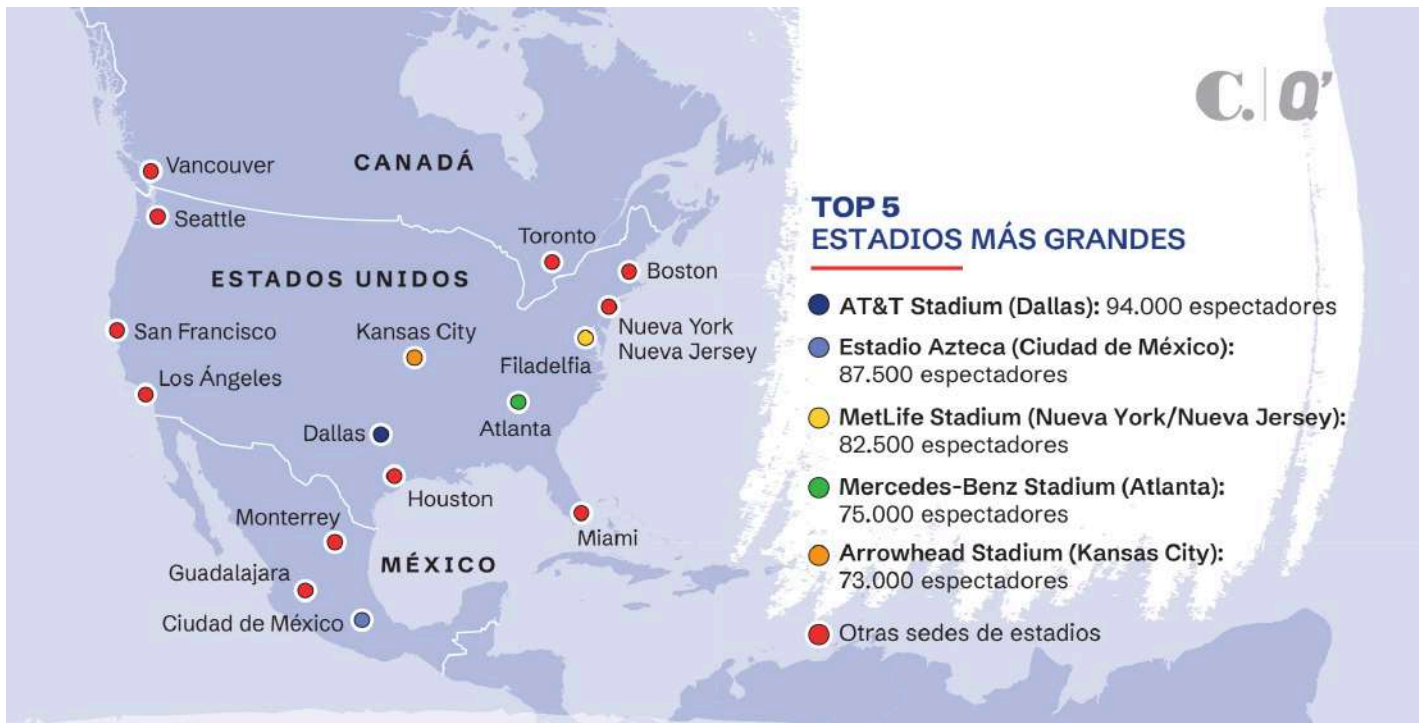 C. Q'
CANADÁ
Vancouver
Seattle
Toronto
Boston
ESTADOS UNIDOS
San Francisco
Kansas City
Nueva York
Nueva Jersey
Filadelfia
Los Ángeles
Atlanta
Dallas
Houston
Monterrey
Miami
MÉXICO
Guadalajara
Ciudad de México
TOP 5
ESTADIOS MÁS GRANDES
AT&T Stadium (Dallas): 94.000 espectadores
Estadio Azteca (Ciudad de México):
87.500 espectadores
MetLife Stadium (Nueva York/Nueva Jersey):
82.500 espectadores
Mercedes-Benz Stadium (Atlanta):
75.000 espectadores
Arrowhead Stadium (Kansas City):
73.000 espectadores
Otras sedes de estadios